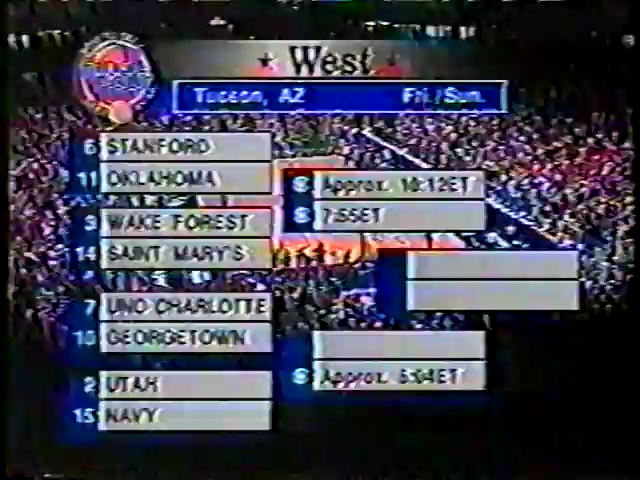 ★ West ★
Tucson, AZ Fri./Sun.
6 STANFORD
11 OKLAHOMA
Approx. 10:12ET
3 WAKE FOREST
7:55ET
14 SAINT MARY'S
7 UNC CHARLOTTE
10 GEORGETOWN
2 UTAH
Approx. 5:04ET
15 NAVY